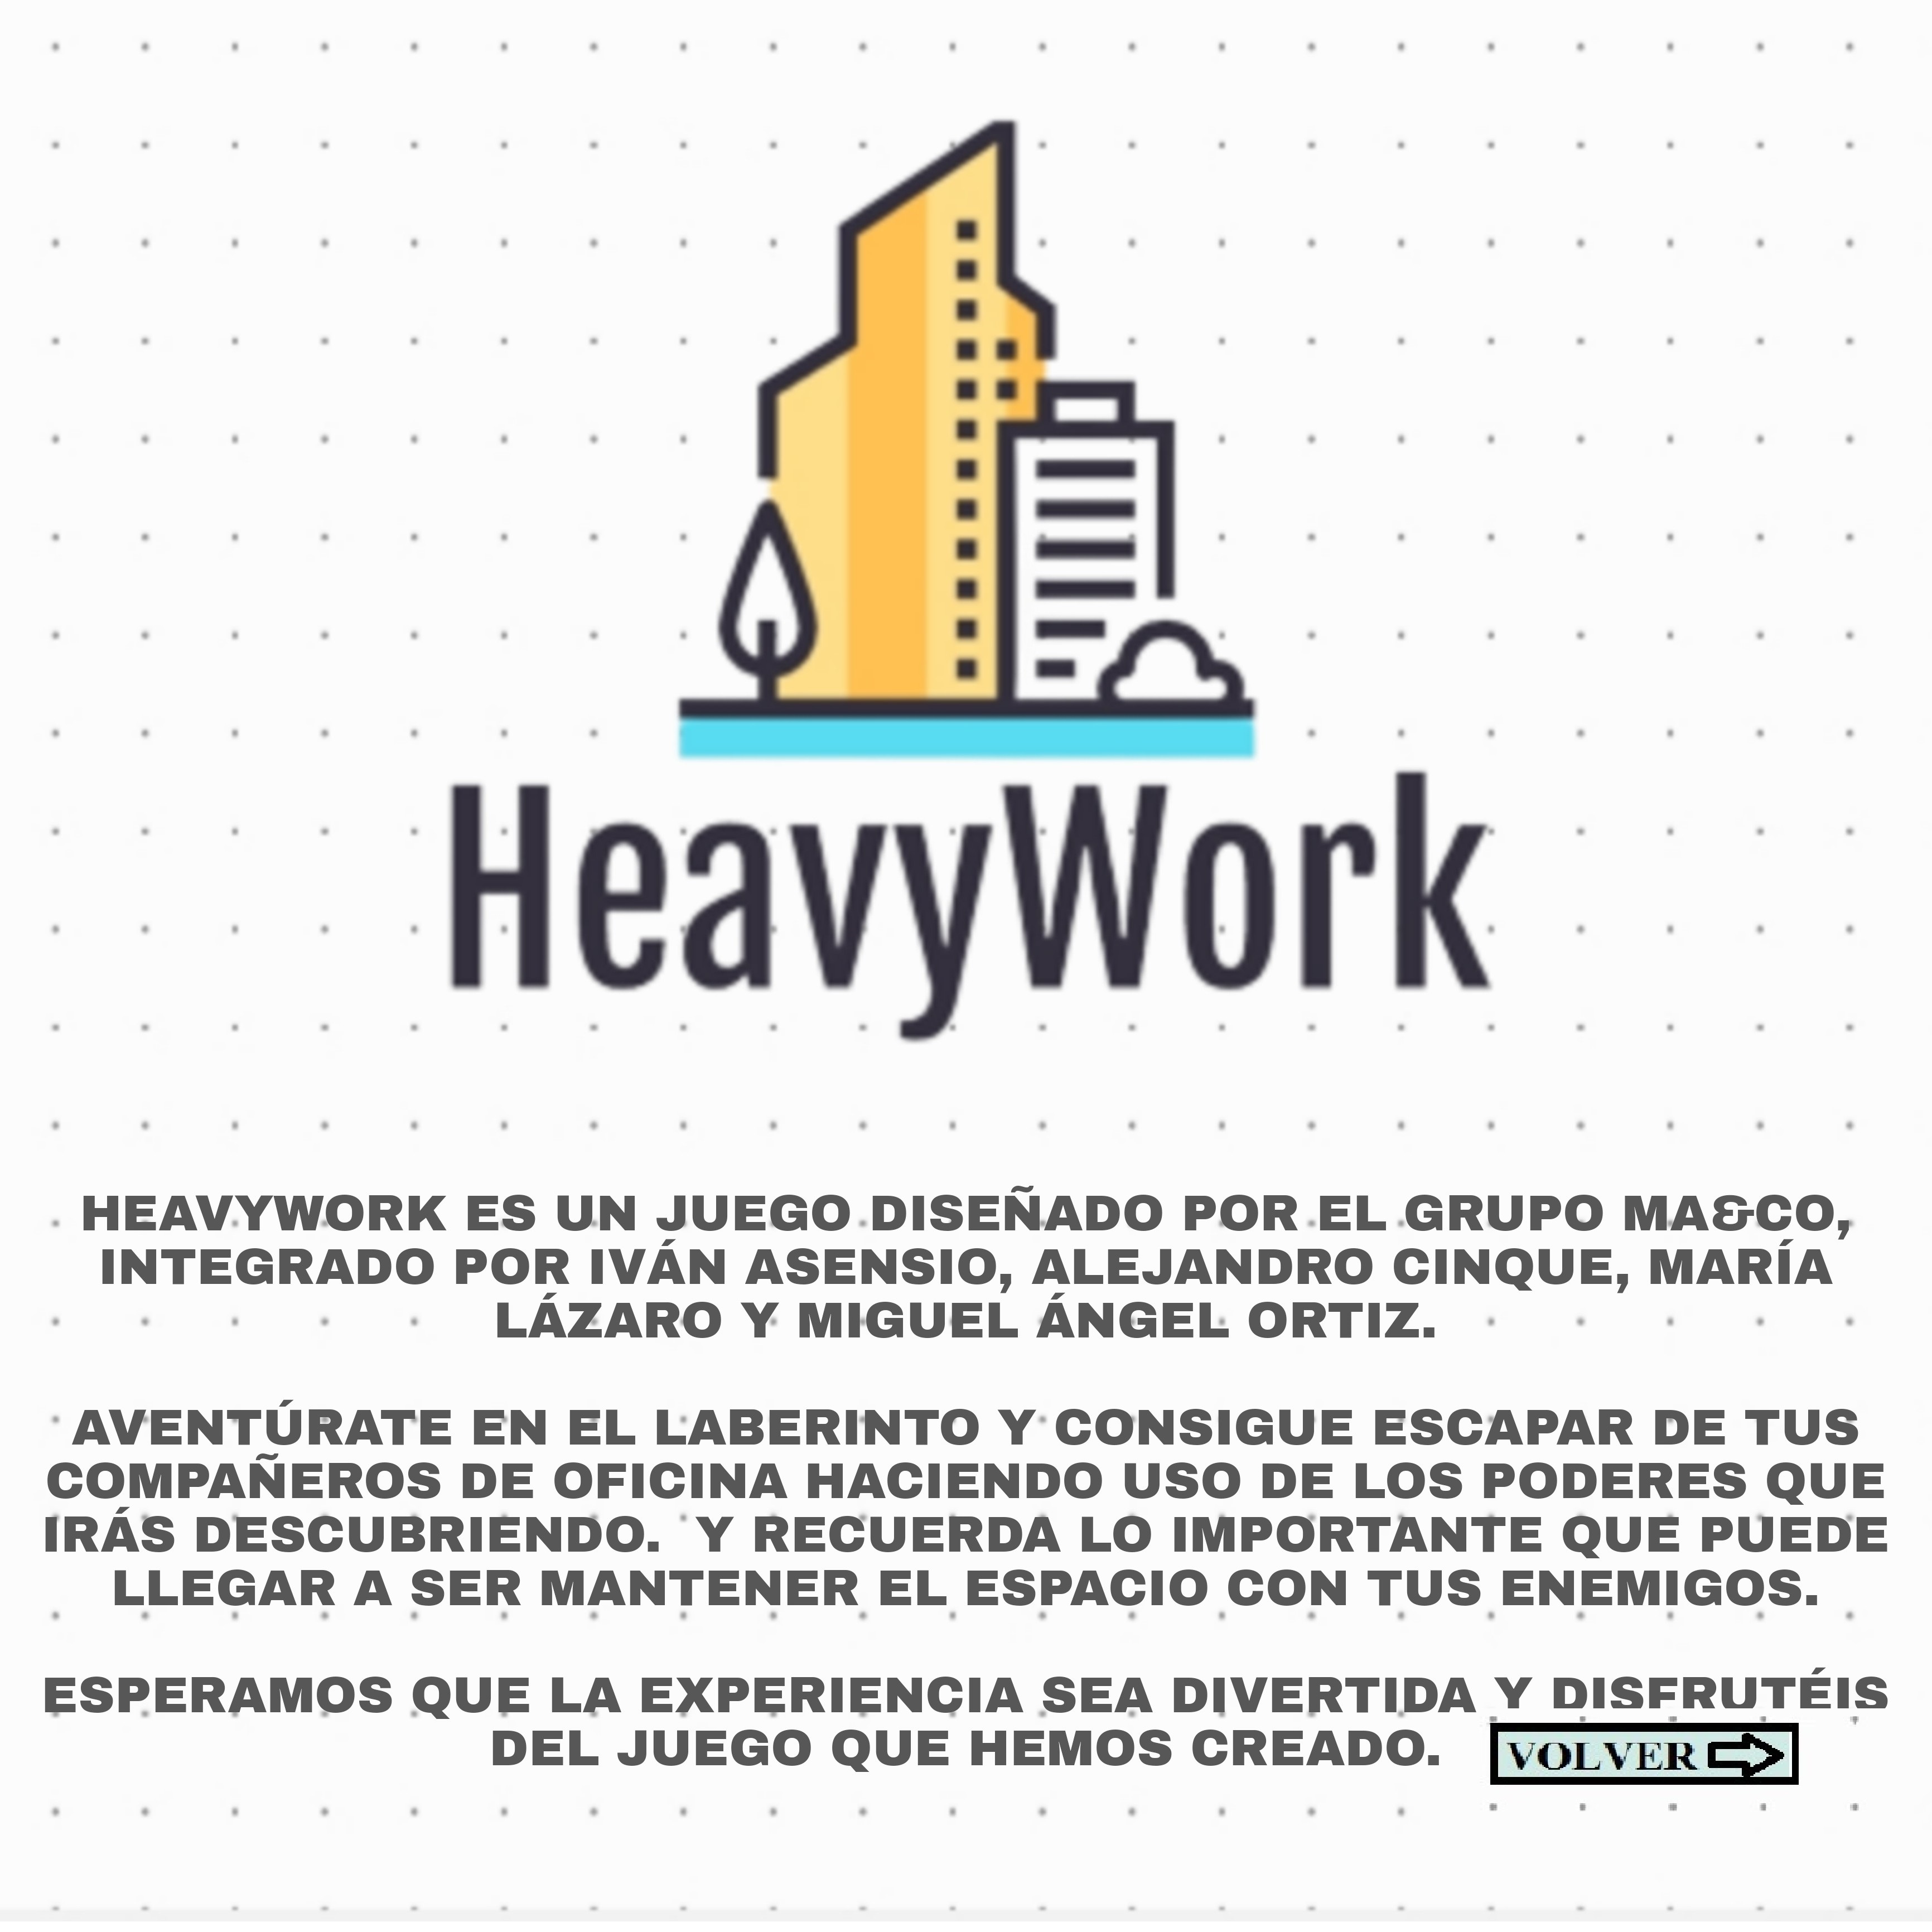 HeavyWork
HEAVYWORK ES UN JUEGO DISEÑADO POR EL GRUPO MA&CO,
INTEGRADO POR IVÁN ASENSIO, ALEJANDRO CINQUE, MARÍA
LÁZARO Y MIGUEL ÁNGEL ORTIZ.
AVENTÚRATE EN EL LABERINTO Y CONSIGUE ESCAPAR DE TUS
COMPAÑEROS DE OFICINA HACIENDO USO DE LOS PODERES QUE
IRÁS DESCUBRIENDO. Y RECUERDA LO IMPORTANTE QUE PUEDE
LLEGAR A SER MANTENER EL ESPACIO CON TUS ENEMIGOS.
ESPERAMOS QUE LA EXPERIENCIA SEA DIVERTIDA Y DISFRUTÉIS
DEL JUEGO QUE HEMOS CREADO.
VOLVER